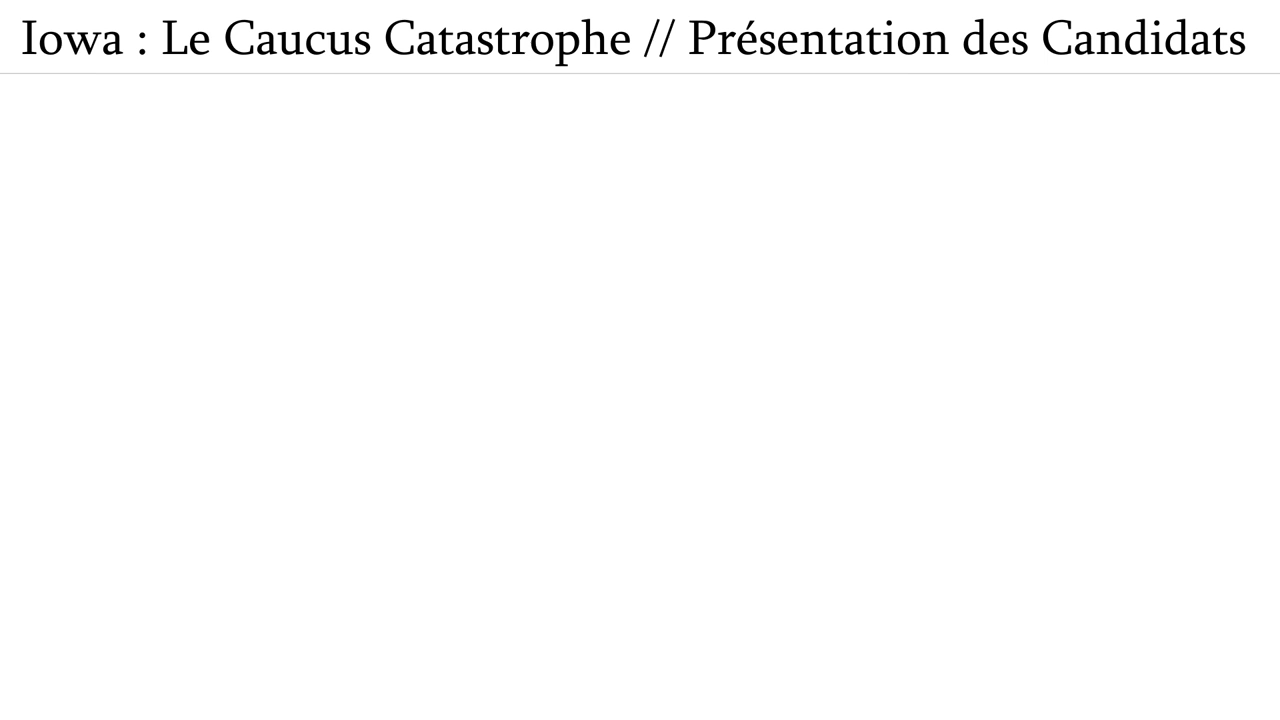 Iowa : Le Caucus Catastrophe // Présentation des Candidats